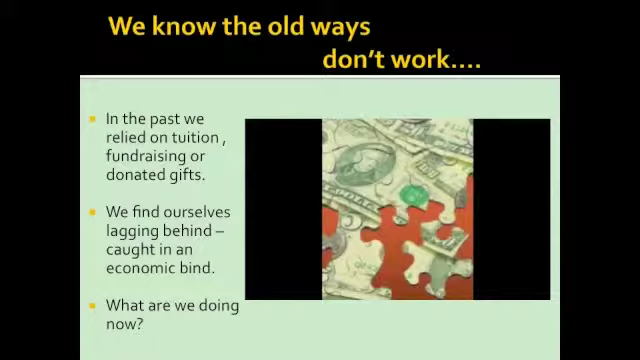 We know the old ways
don't work....
In the past we
relied on tuition ,
fundraising or
donated gifts.
We find ourselves
lagging behind –
caught in an
economic bind.
What are we doing
now?